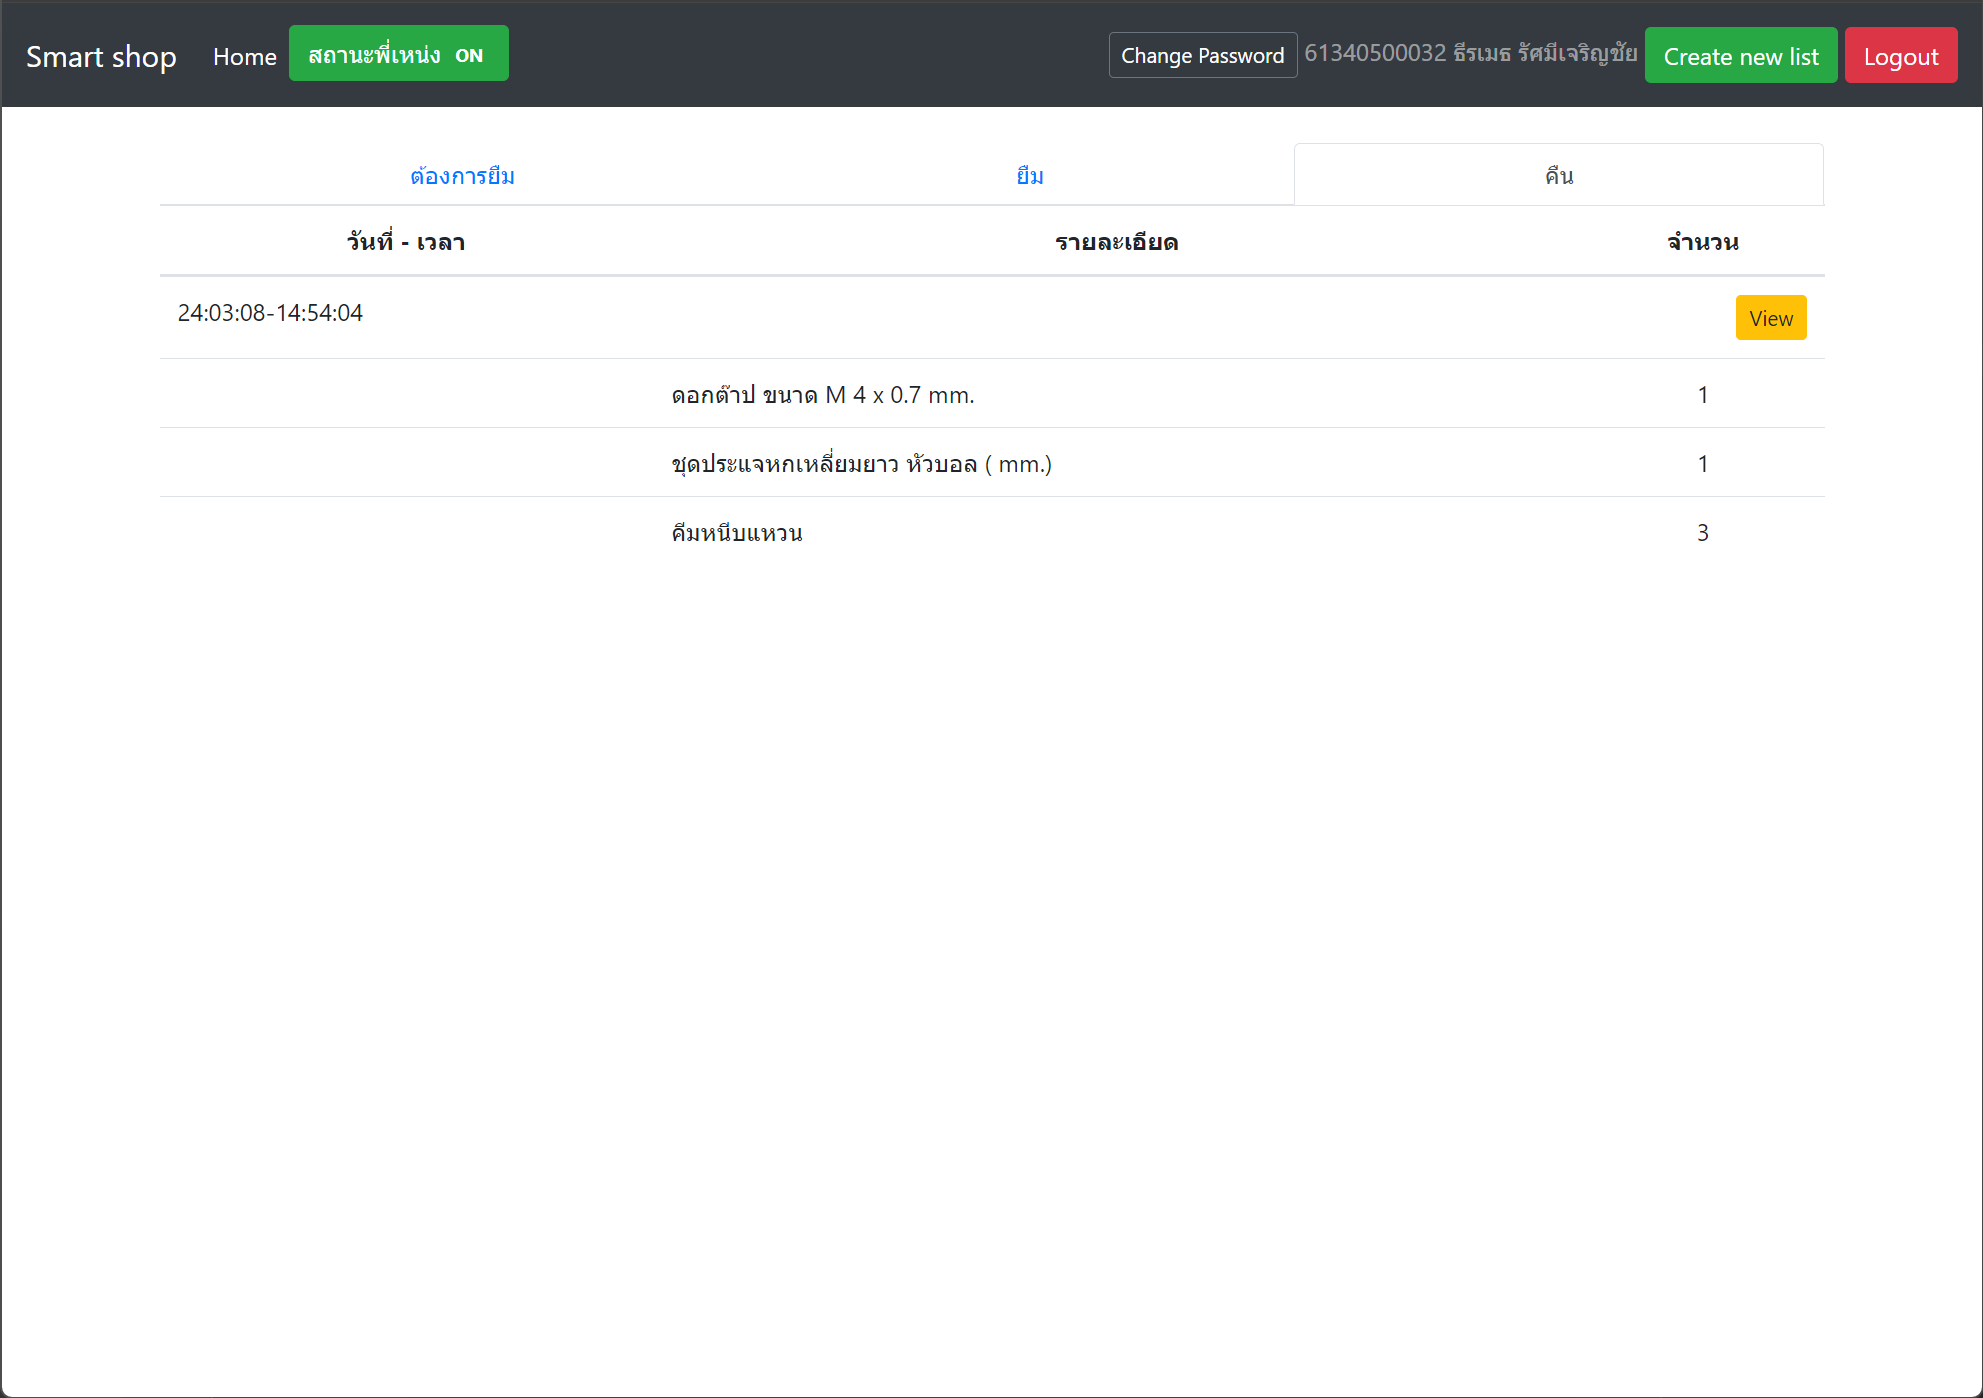 Smart shop Home สถานะพี่เหน่ง ON Change Password 61340500032 ธีรเมธ รัศมีเจริญชัย Create new list Logout
ต้องการยืม ยืม คืน
วันที่ - เวลา รายละเอียด จำนวน
24:03:08-14:54:04 View
ดอกต๊าป ขนาด M 4 x 0.7 mm. 1
ชุดประแจหกเหลี่ยมยาว หัวบอล ( mm.) 1
คีมหนีบแหวน 3